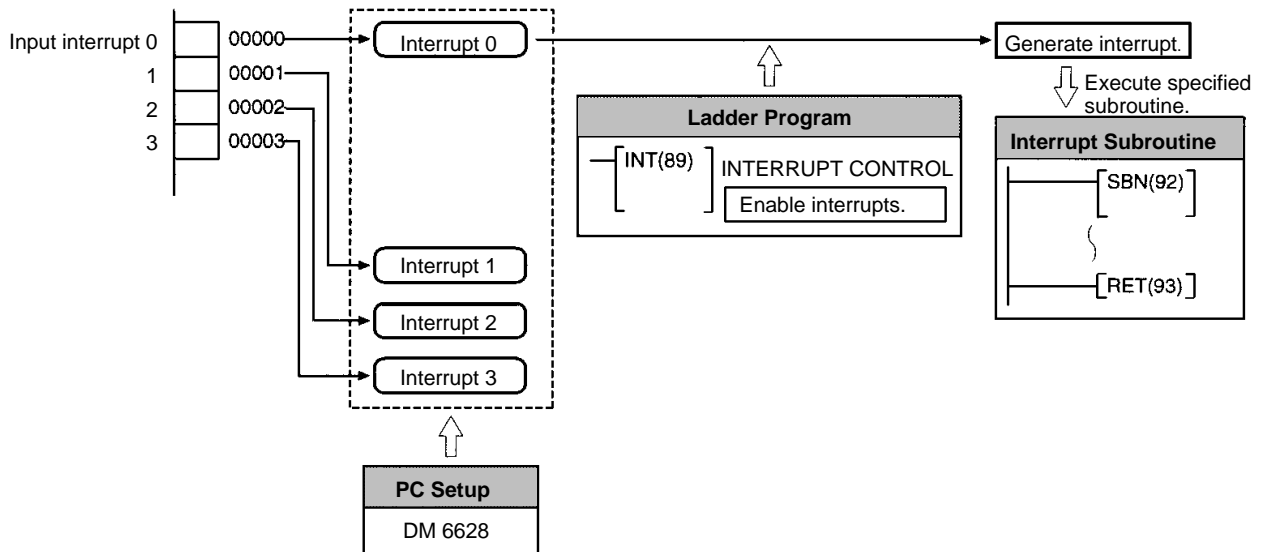 Input interrupt 0
00000
Interrupt 0
Generate interrupt.
1
00001
2
00002
3
00003
Execute specified
subroutine.
Ladder Program
INT(89)
INTERRUPT CONTROL
Enable interrupts.
Interrupt Subroutine
SBN(92)
RET(93)
Interrupt 1
Interrupt 2
Interrupt 3
PC Setup
DM 6628